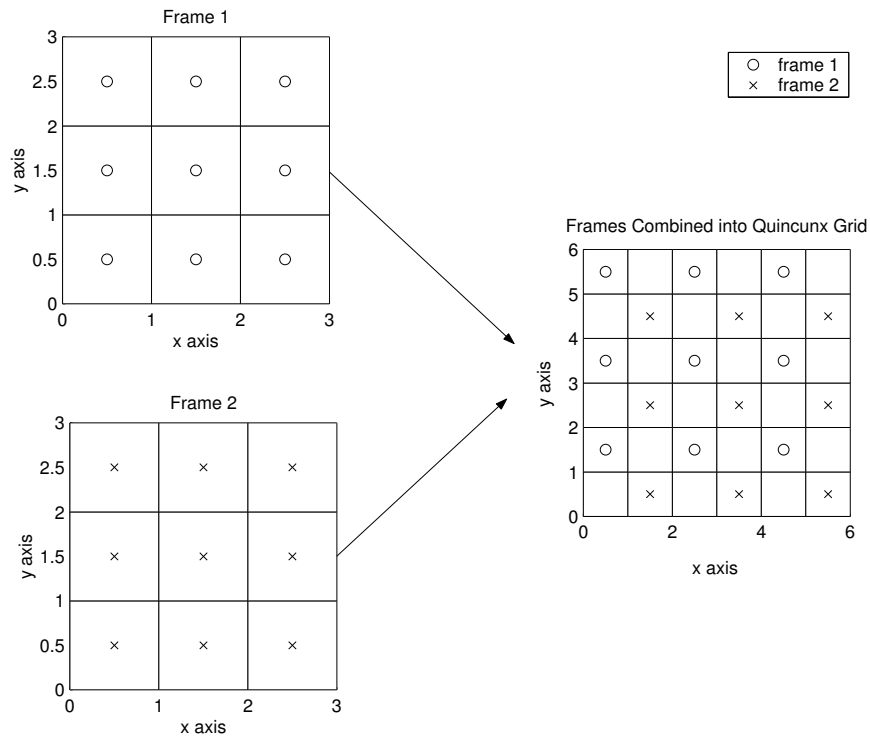 Frame 1
3
2.5
2
1.5
1
0.5
0
y axis
0 1 2 3
x axis
frame 1
frame 2
Frames Combined into Quincunx Grid
6
5
4
3
2
1
0
y axis
0 2 4 6
x axis
Frame 2
3
2.5
2
1.5
1
0.5
0
y axis
0 1 2 3
x axis